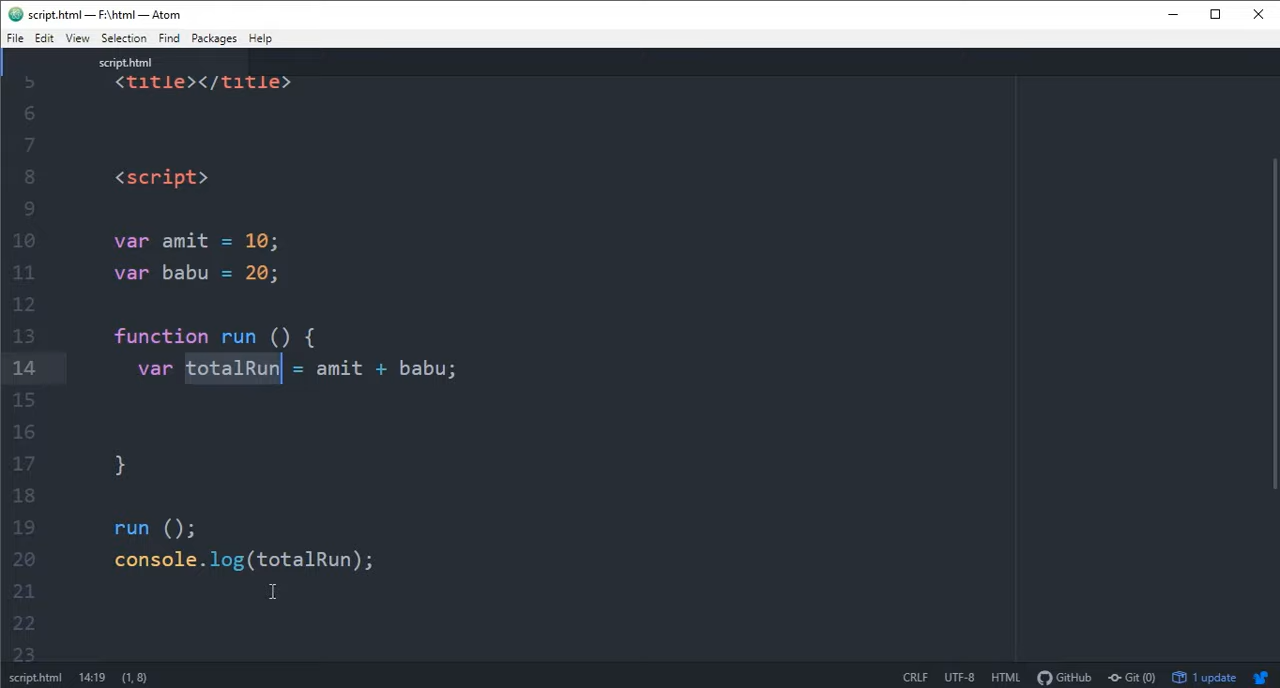 script.html — F:\html — Atom
File Edit View Selection Find Packages Help
script.html
5 <title></title>
6
7
8 <script>
9
10 var amit = 10;
11 var babu = 20;
12
13 function run () {
14 var totalRun = amit + babu;
15
16
17 }
18
19 run ();
20 console.log(totalRun);
21
22
23
script.html 14:19 (1, 8) CRLF UTF-8 HTML GitHub Git (0) 1 update